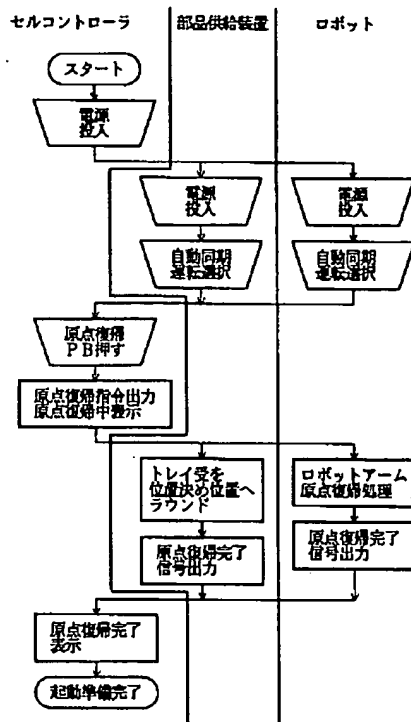 セルコントローラ
部品供給装置
ロボット
スタート
電源
投入
電源
投入
電源
投入
自動同期
運転選択
自動同期
運転選択
原点復帰
PB押す
原点復帰指令出力
原点復帰中表示
トレイ受を
位置決め位置へ
ラウンド
ロボットアーム
原点復帰処理
原点復帰完了
信号出力
原点復帰完了
信号出力
原点復帰完了
表示
起動準備完了